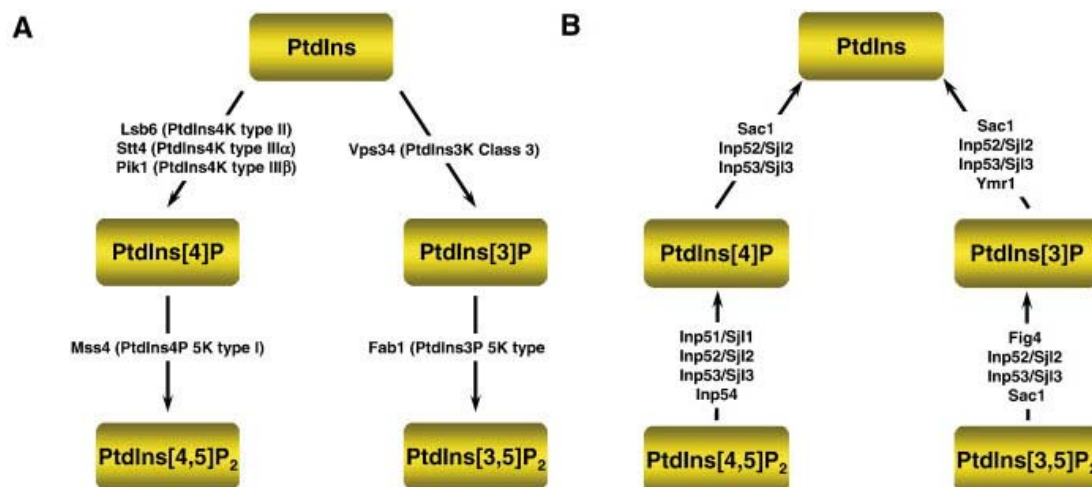 A
PtdIns
Lsb6 (PtdIns4K type II)
Stt4 (PtdIns4K type IIIα)
Pik1 (PtdIns4K type IIIβ)
Vps34 (PtdIns3K Class 3)
PtdIns[4]P
PtdIns[3]P
Mss4 (PtdIns4P 5K type I)
Fab1 (PtdIns3P 5K type
PtdIns[4,5]P₂
PtdIns[3,5]P₂
B
PtdIns
Sac1
Inp52/Sjl2
Inp53/Sjl3
Sac1
Inp52/Sjl2
Inp53/Sjl3
Ymr1
PtdIns[4]P
PtdIns[3]P
Inp51/Sjl1
Inp52/Sjl2
Inp53/Sjl3
Inp54
Fig4
Inp52/Sjl2
Inp53/Sjl3
Sac1
PtdIns[4,5]P₂
PtdIns[3,5]P₂